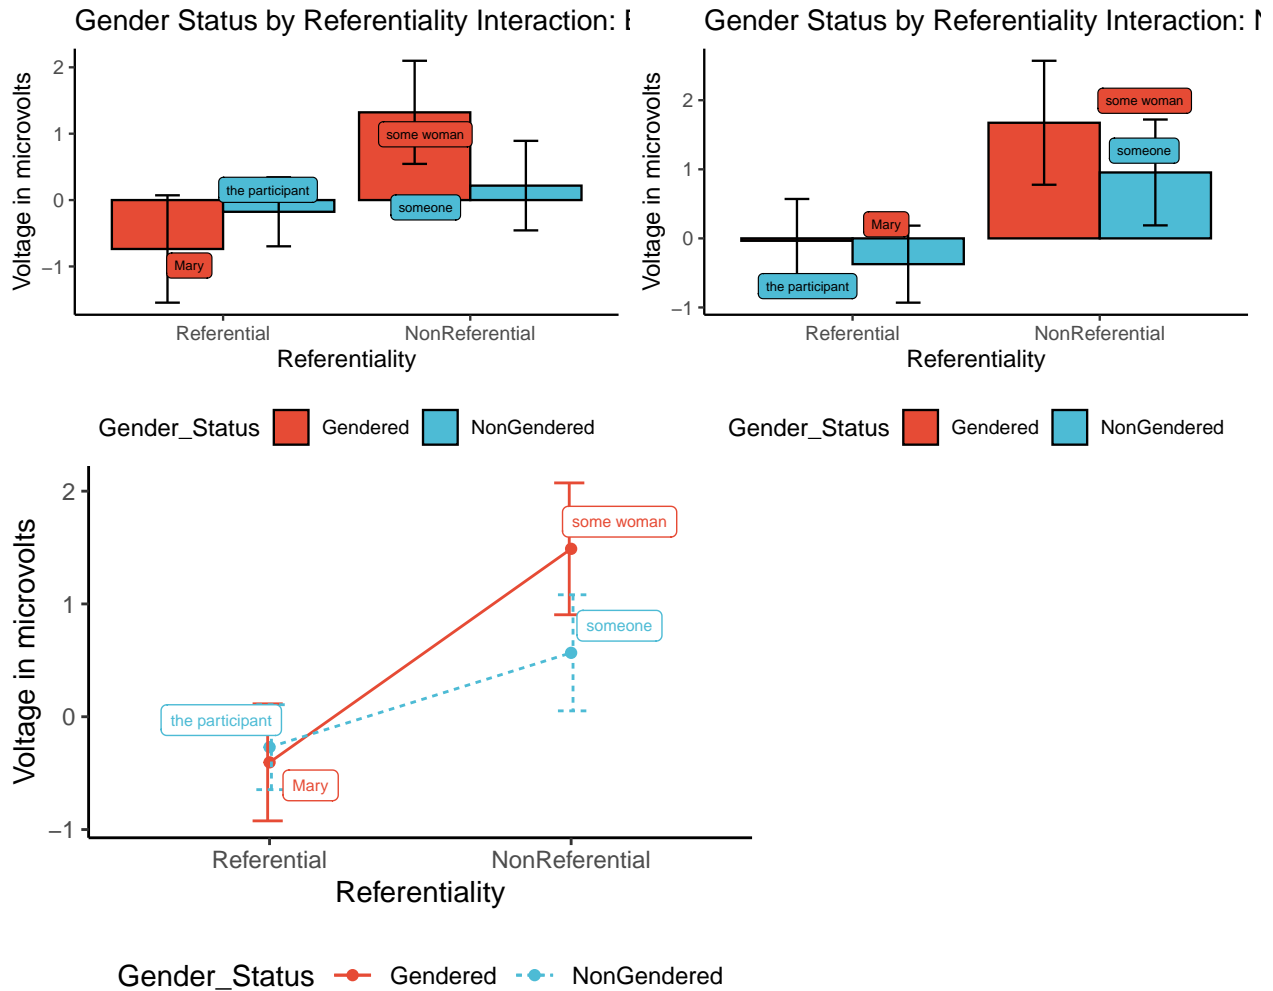 Gender Status by Referentiality Interaction:
Voltage in microvolts
2
1
0
−1
some woman
the participant
someone
Mary
Referential
NonReferential
Referentiality
Gender_Status
Gendered
NonGendered
Gender Status by Referentiality Interaction:
Voltage in microvolts
2
1
0
−1
some woman
someone
Mary
the participant
Referential
NonReferential
Referentiality
Gender_Status
Gendered
NonGendered
Voltage in microvolts
2
1
0
−1
some woman
someone
the participant
Mary
Referential
NonReferential
Referentiality
Gender_Status
Gendered
NonGendered